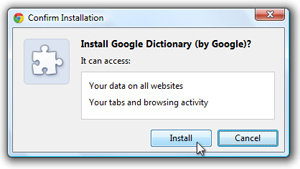 Confirm Installation
Install Google Dictionary (by Google)?
It can access:
Your data on all websites
Your tabs and browsing activity
Install
Cancel